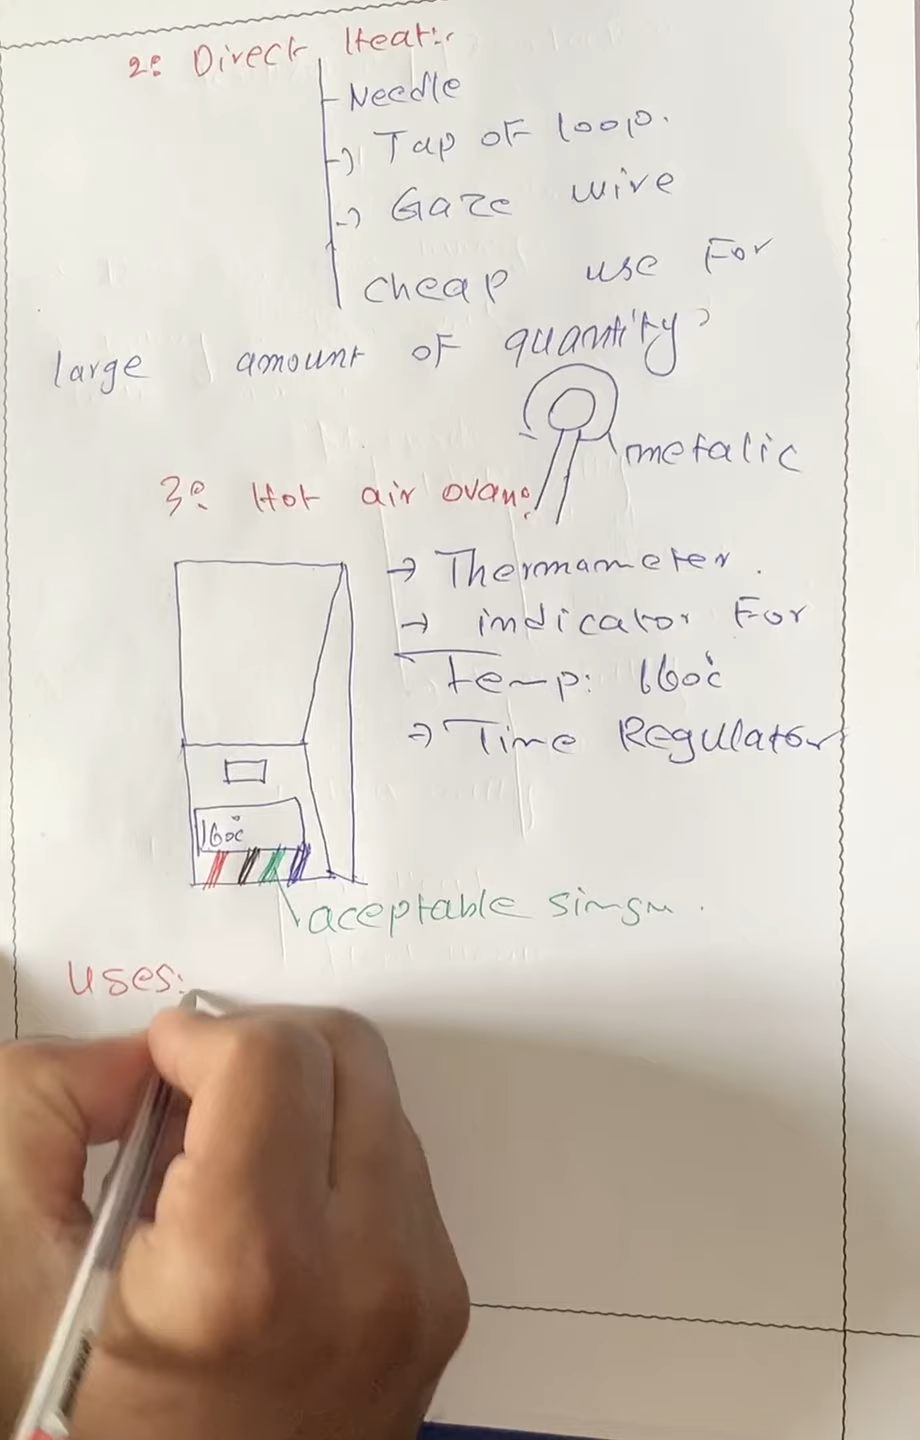 2: Direct Heat:
Needle
→ Tap of loop.
→ Gaze wire
cheap use For
large amount of quantity
metalic
3: Hot air ovan:
→ Thermameter.
→ indicator For
temp: 160°c
→ Time Regulator
160°c
aceptable
uses: